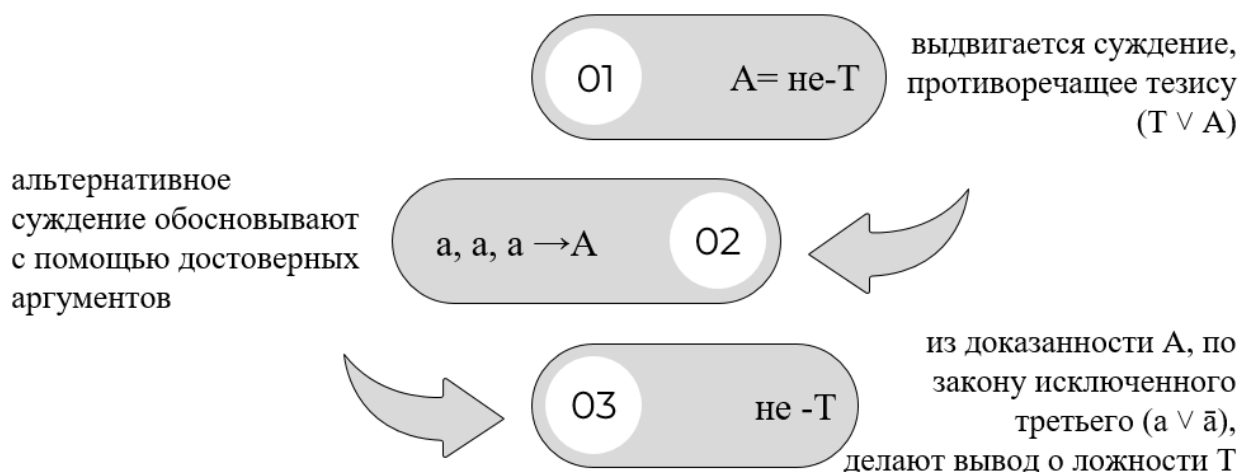 01
А= не-Т
выдвигается суждение,
противоречащее тезису
(Т ∨ А)
альтернативное
суждение обосновывают
с помощью достоверных
аргументов
а, а, а →А
02
03
не -Т
из доказанности А, по
закону исключенного
третьего (а ∨ ā),
делают вывод о ложности Т